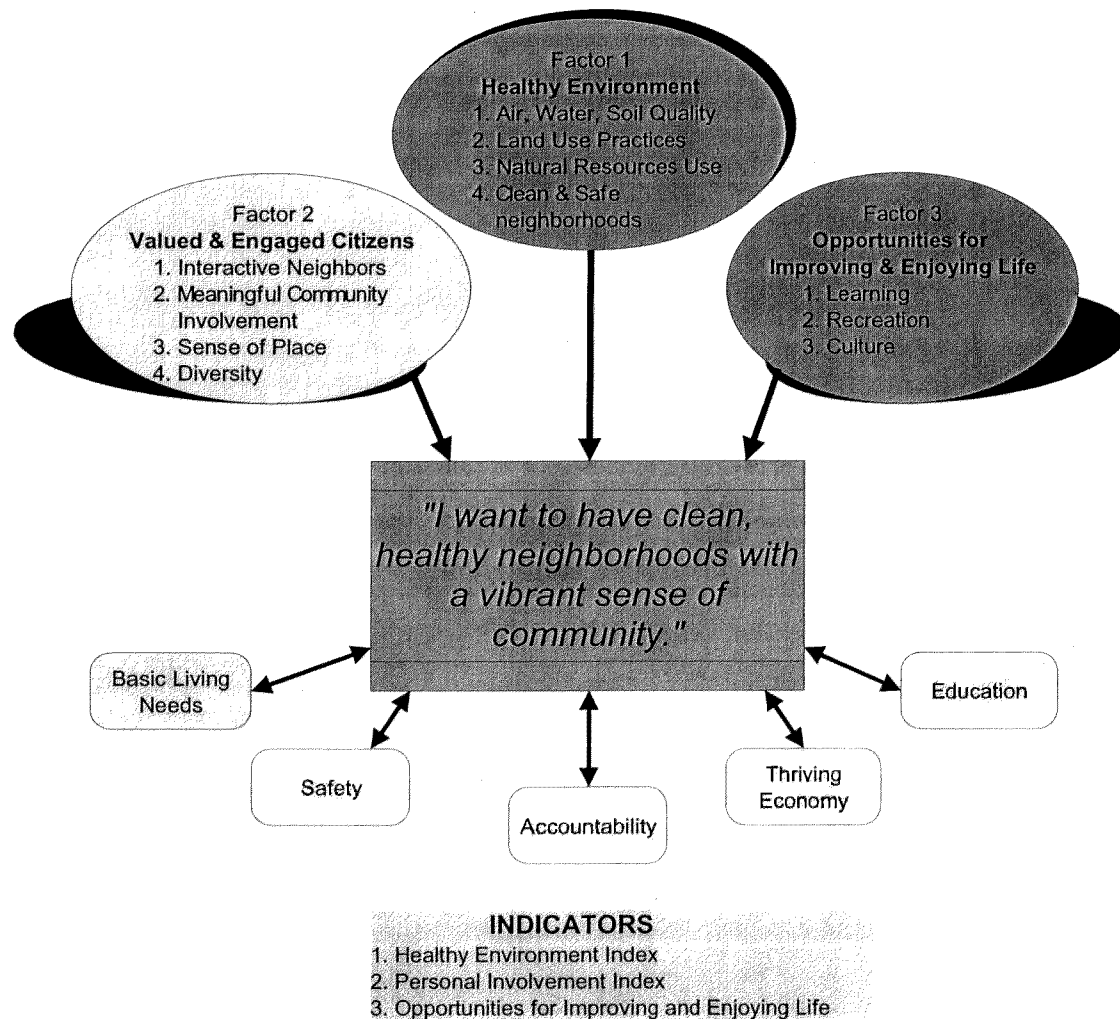 Factor 1
Healthy Environment
1. Air, Water, Soil Quality
2. Land Use Practices
3. Natural Resources Use
4. Clean & Safe
neighborhoods
Factor 2
Valued & Engaged Citizens
1. Interactive Neighbors
2. Meaningful Community
Involvement
3. Sense of Place
4. Diversity
Factor 3
Opportunities for
Improving & Enjoying Life
1. Learning
2. Recreation
3. Culture
"I want to have clean,
healthy neighborhoods with
a vibrant sense of
community."
Basic Living
Needs
Safety
Accountability
Thriving
Economy
Education
INDICATORS
1. Healthy Environment Index
2. Personal Involvement Index
3. Opportunities for Improving and Enjoying Life